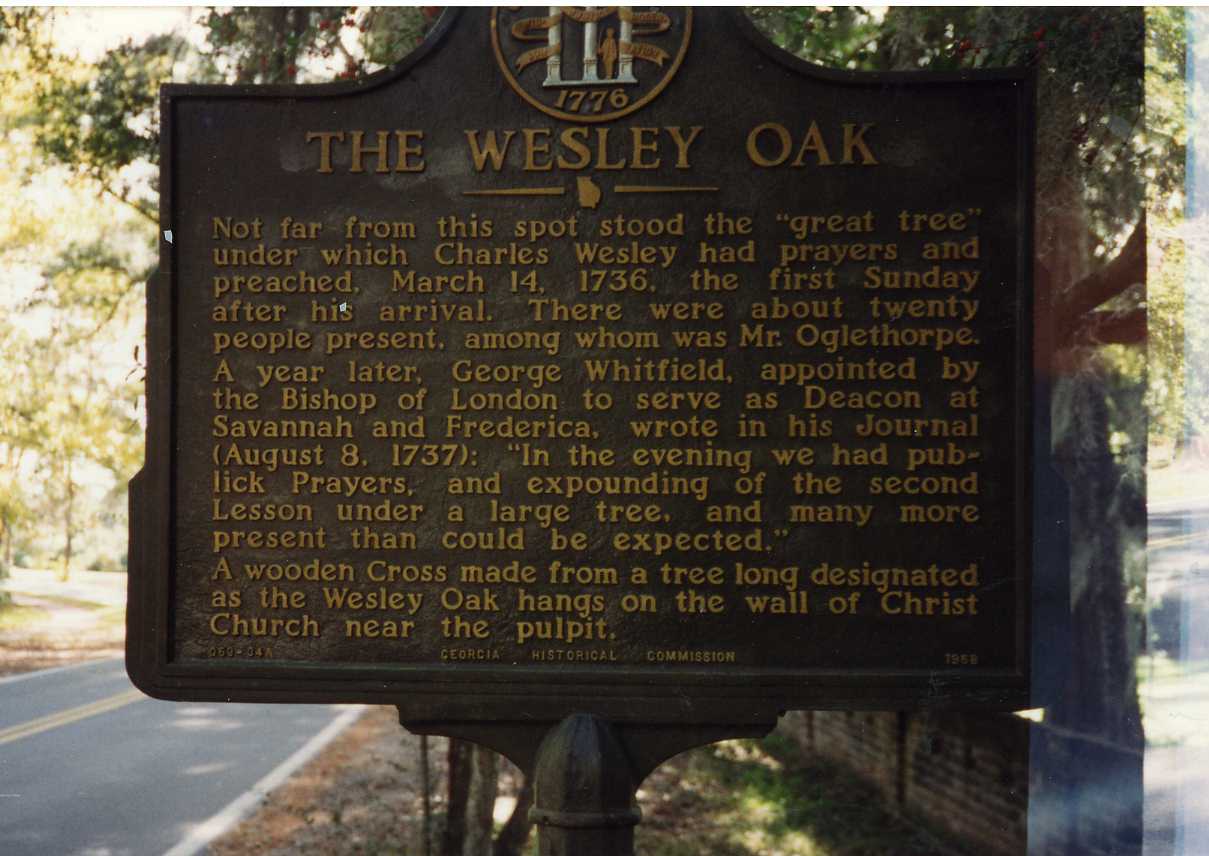 1776
THE WESLEY OAK
Not far from this spot stood the “great tree”
under which Charles Wesley had prayers and
preached, March 14, 1736, the first Sunday
after his arrival. There were about twenty
people present, among whom was Mr. Oglethorpe.
A year later, George Whitfield, appointed by
the Bishop of London to serve as Deacon at
Savannah and Frederica, wrote in his Journal
(August 8, 1737): “In the evening we had pub-
lick Prayers, and expounding of the second
Lesson under a large tree, and many more
present than could be expected.”
A wooden Cross made from a tree long designated
as the Wesley Oak hangs on the wall of Christ
Church near the pulpit.
GEORGIA HISTORICAL COMMISSION